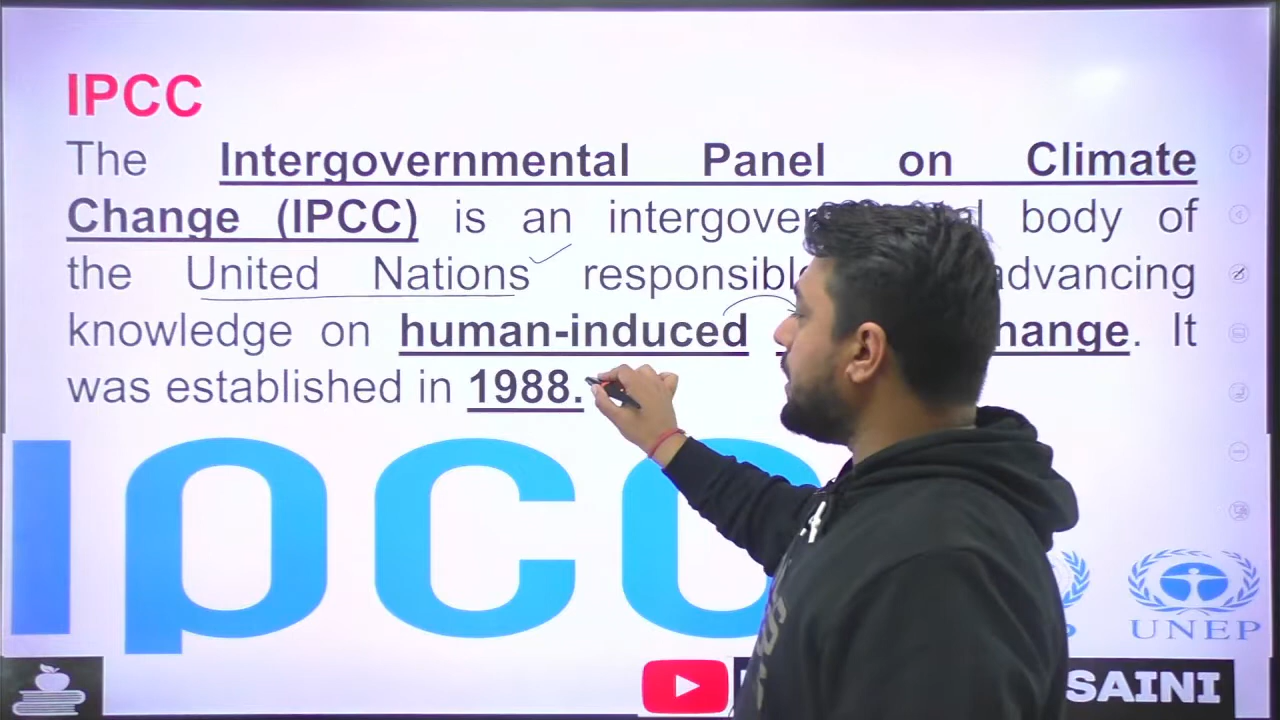 IPCC
The Intergovernmental Panel on Climate
Change (IPCC) is an body of
the United Nations advancing
knowledge on human-induced. It
was established in 1988.
ipcc
UNEP
SAINI